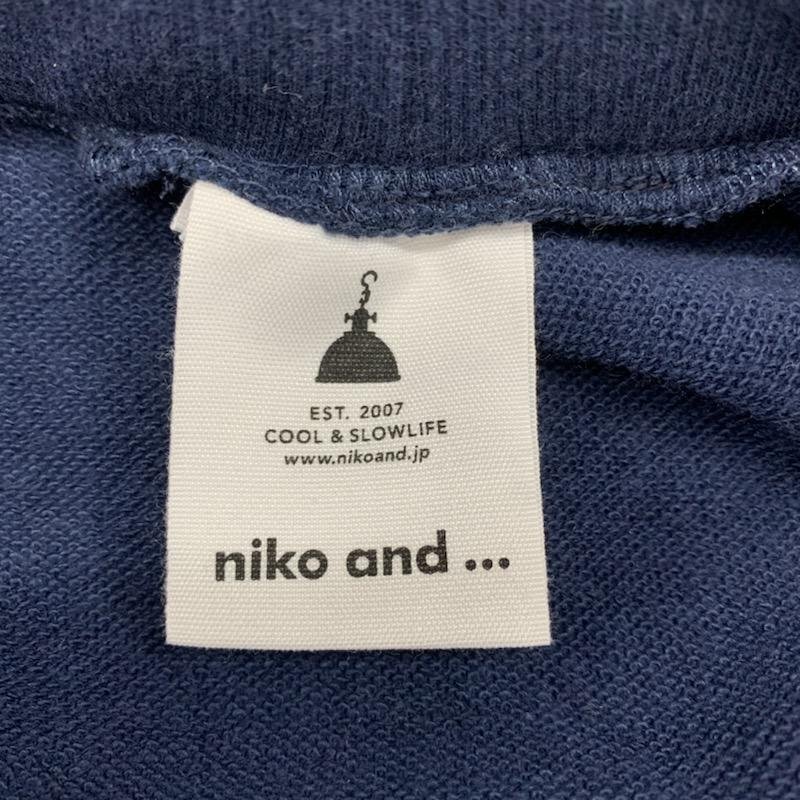 EST. 2007
COOL & SLOWLIFE
www.nikoand.jp
niko and ...